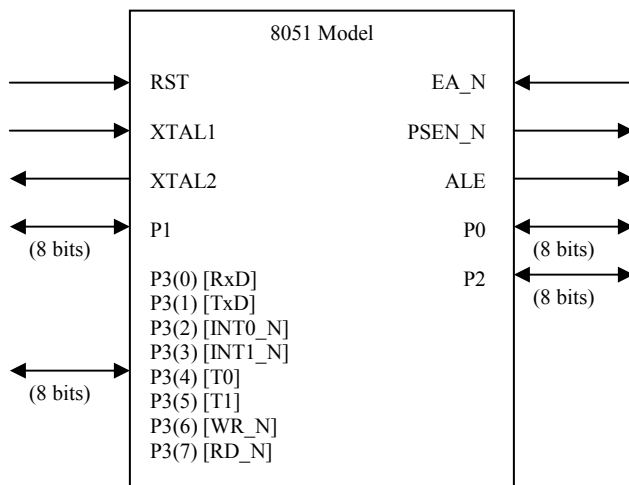 8051 Model
RST
EA_N
XTAL1
PSEN_N
XTAL2
ALE
P1
P0
(8 bits)
(8 bits)
P2
(8 bits)
P3(0) [RxD]
P3(1) [TxD]
P3(2) [INT0_N]
P3(3) [INT1_N]
P3(4) [T0]
(8 bits)
P3(5) [T1]
P3(6) [WR_N]
P3(7) [RD_N]